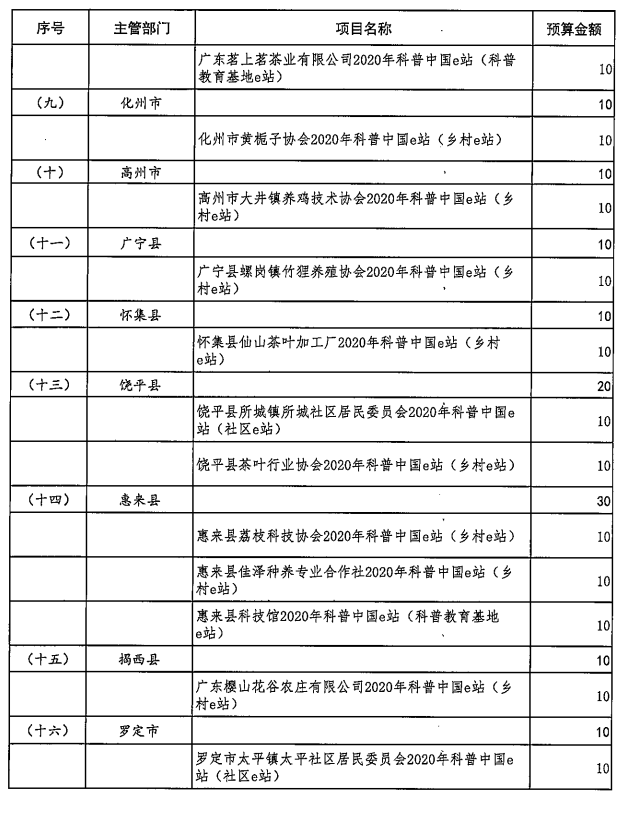 序号 主管部门 项目名称 预算金额
广东茗上茗茶业有限公司2020年科普中国e站（科普
教育基地e站） 10
（九） 化州市 10
化州市黄栀子协会2020年科普中国e站（乡村e站） 10
（十） 高州市 10
高州市大井镇养鸡技术协会2020年科普中国e站（乡
村e站） 10
（十一） 广宁县 10
广宁县螺岗镇竹狸养殖协会2020年科普中国e站（乡
村e站） 10
（十二） 怀集县 10
怀集县仙山茶叶加工厂2020年科普中国e站（乡村
e站） 10
（十三） 饶平县 20
饶平县所城镇所城社区居民委员会2020年科普中国e
站（社区e站） 10
饶平县茶叶行业协会2020年科普中国e站（乡村e站） 10
（十四） 惠来县 30
惠来县荔枝科技协会2020年科普中国e站（乡村e站） 10
惠来县佳泽种养专业合作社2020年科普中国e站（乡
村e站） 10
惠来县科技馆2020年科普中国e站（科普教育基地
e站） 10
（十五） 揭西县 10
广东樱山花谷农庄有限公司2020年科普中国e站（乡
村e站） 10
（十六） 罗定市 10
罗定市太平镇太平社区居民委员会2020年科普中国e
站（社区e站） 10